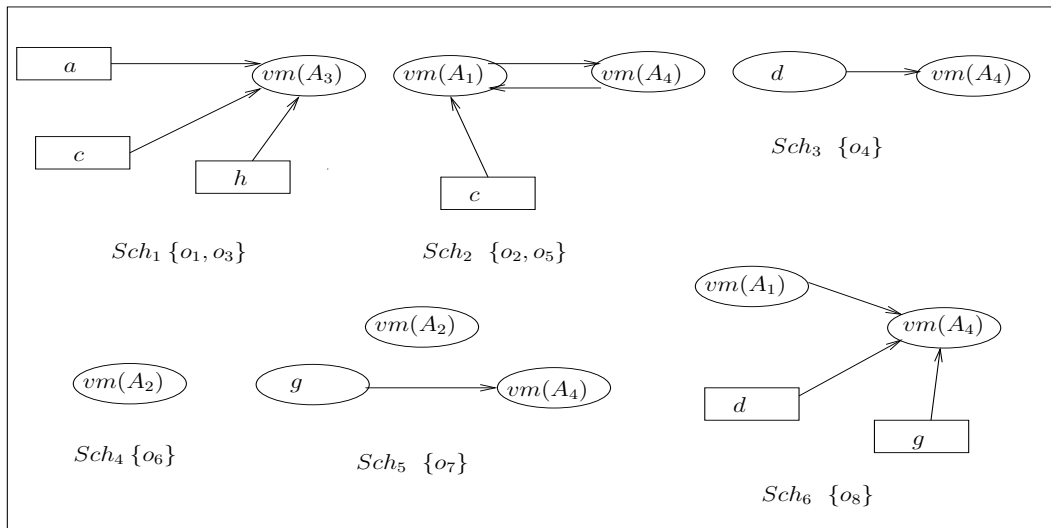 a
vm(A₃)
c
h
Sch₁ {o₁, o₃}
vm(A₁)
vm(A₄)
c
Sch₂ {o₂, o₅}
d
vm(A₄)
Sch₃ {o₄}
vm(A₂)
Sch₄ {o₆}
vm(A₂)
g
vm(A₄)
Sch₅ {o₇}
vm(A₁)
vm(A₄)
d
g
Sch₆ {o₈}